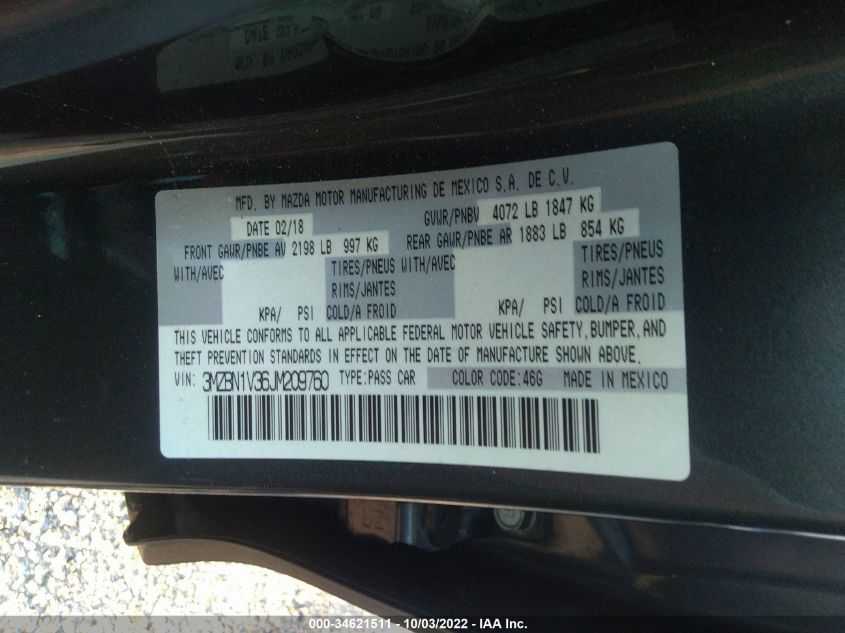 MFD. BY MAZDA MOTOR MANUFACTURING DE MEXICO S.A. DE C.V.
DATE 02/18 GVWR/PNBV 4072 LB 1847 KG
FRONT GAWR/PNBE AV 2198 LB 997 KG REAR GAWR/PNBE AR 1883 LB 854 KG
WITH/AVEC TIRES/PNEUS WITH/AVEC TIRES/PNEUS
RIMS/JANTES RIMS/JANTES
KPA/ PSI COLD/A FROID KPA/ PSI COLD/A FROID
THIS VEHICLE CONFORMS TO ALL APPLICABLE FEDERAL MOTOR VEHICLE SAFETY, BUMPER, AND
THEFT PREVENTION STANDARDS IN EFFECT ON THE DATE OF MANUFACTURE SHOWN ABOVE.
VIN: 3MZBN1V36JM209760 TYPE:PASS CAR COLOR CODE:46G MADE IN MEXICO
000-34621511 - 10/03/2022 - IAA Inc.